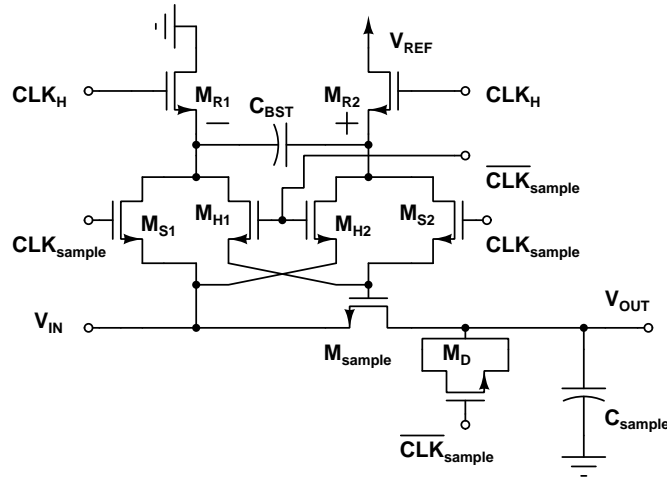 V_REF
CLK_H
M_R1
M_R2
CLK_H
C_BST
− +
CLK_sample
M_S1
M_H1
M_H2
M_S2
CLK_sample
CLK_sample
V_IN
V_OUT
M_sample
M_D
C_sample
CLK_sample